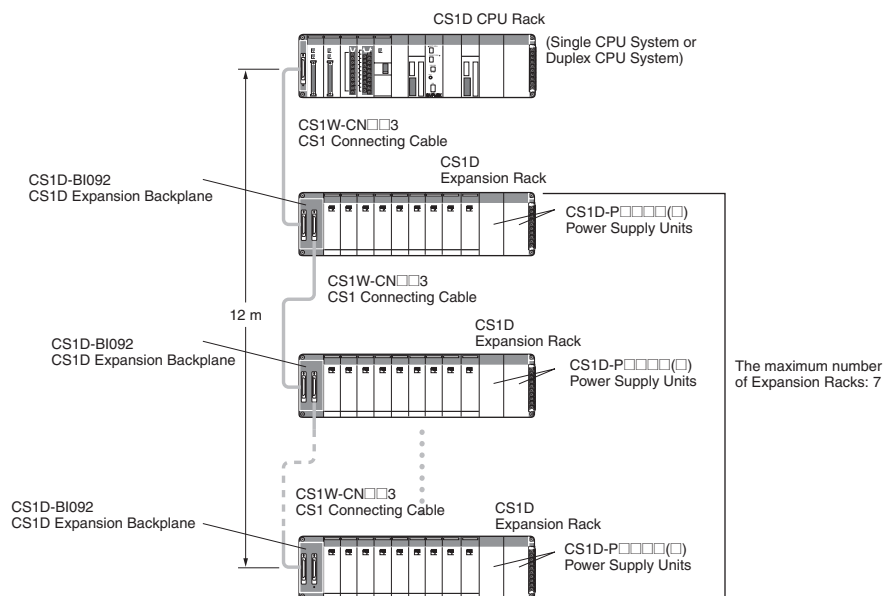 CS1D CPU Rack
(Single CPU System or
Duplex CPU System)
CS1W-CN□□3
CS1 Connecting Cable
CS1D
Expansion Rack
CS1D-BI092
CS1D Expansion Backplane
CS1D-P□□□□(□)
Power Supply Units
CS1W-CN□□3
CS1 Connecting Cable
12 m
CS1D
Expansion Rack
CS1D-BI092
CS1D Expansion Backplane
CS1D-P□□□□(□)
Power Supply Units
The maximum number
of Expansion Racks: 7
CS1W-CN□□3
CS1 Connecting Cable
CS1D
Expansion Rack
CS1D-BI092
CS1D Expansion Backplane
CS1D-P□□□□(□)
Power Supply Units